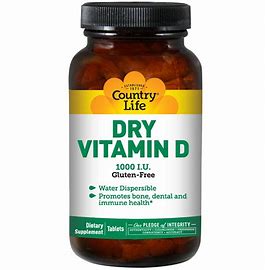 Country
Life
DRY
VITAMIN D
1000 I.U.
Gluten-Free
• Water Dispersible
• Promotes bone, dental and
immune health*
Dietary
Supplement
Tablets
Our PLEDGE of INTEGRITY